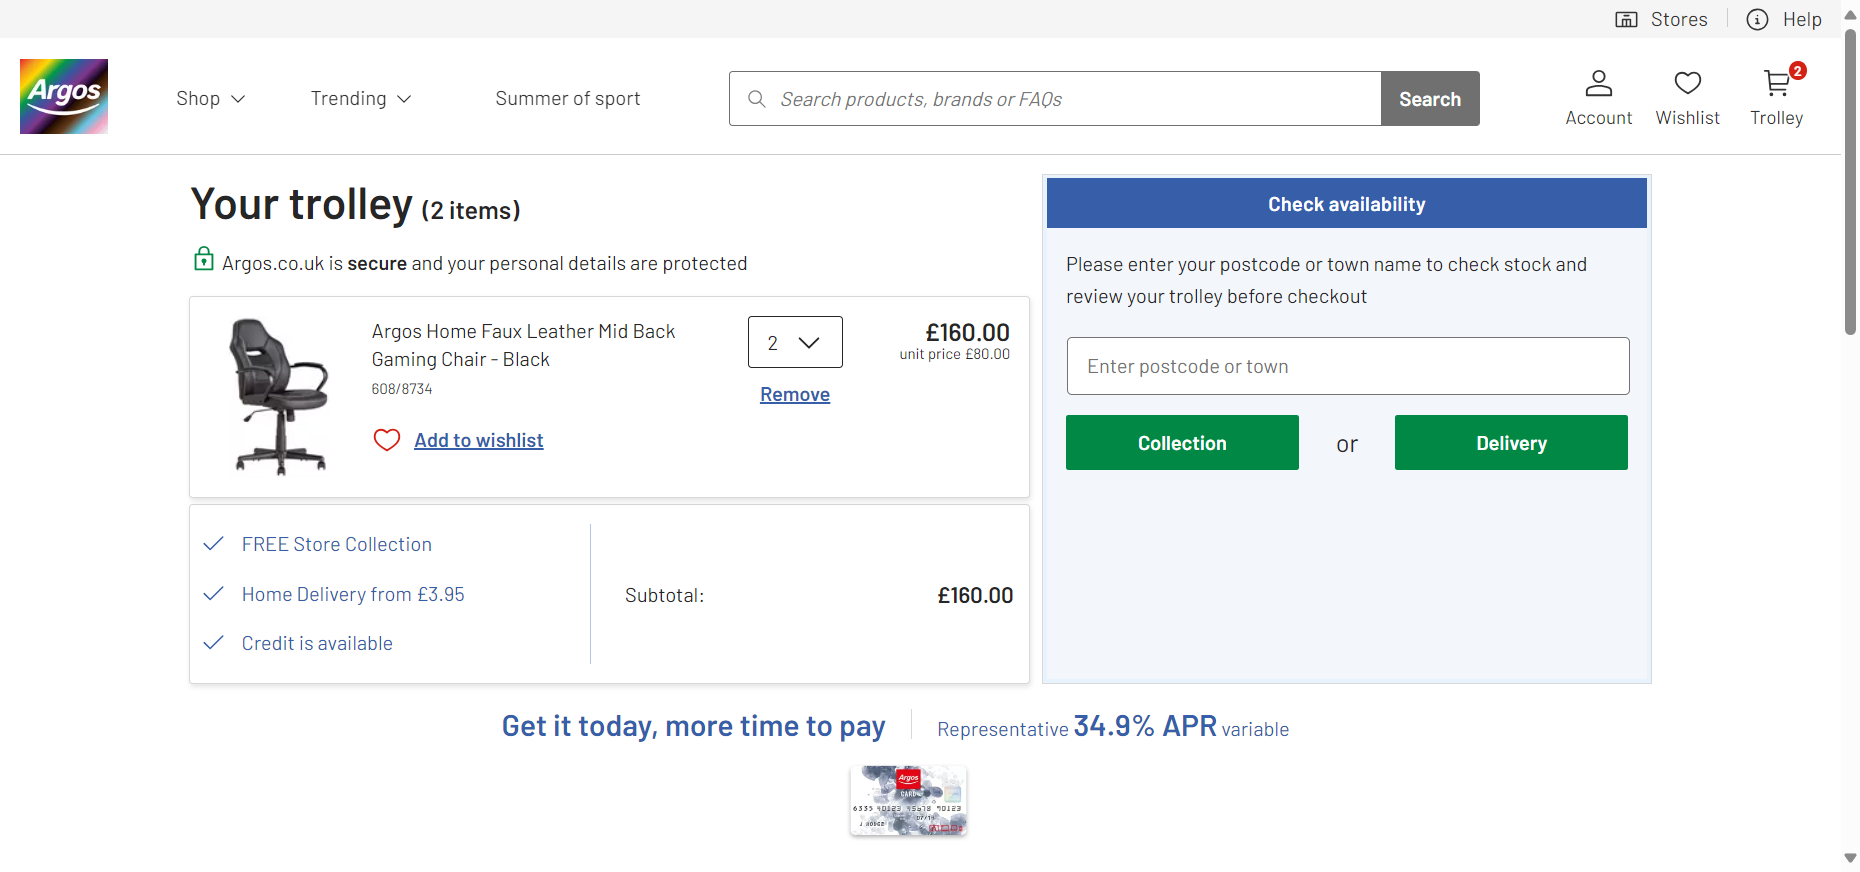 Stores
Help
Argos
Shop
Trending
Summer of sport
Search products, brands or FAQs
Search
Account
Wishlist
2
Trolley
Your trolley (2 items)
Argos.co.uk is secure and your personal details are protected
Argos Home Faux Leather Mid Back
Gaming Chair - Black
608/8734
Add to wishlist
2
Remove
£160.00
unit price £80.00
FREE Store Collection
Home Delivery from £3.95
Credit is available
Subtotal:
£160.00
Check availability
Please enter your postcode or town name to check stock and
review your trolley before checkout
Enter postcode or town
Collection
or
Delivery
Get it today, more time to pay
Representative 34.9% APR variable
Argos
CARD
6335 40123 45678 90123